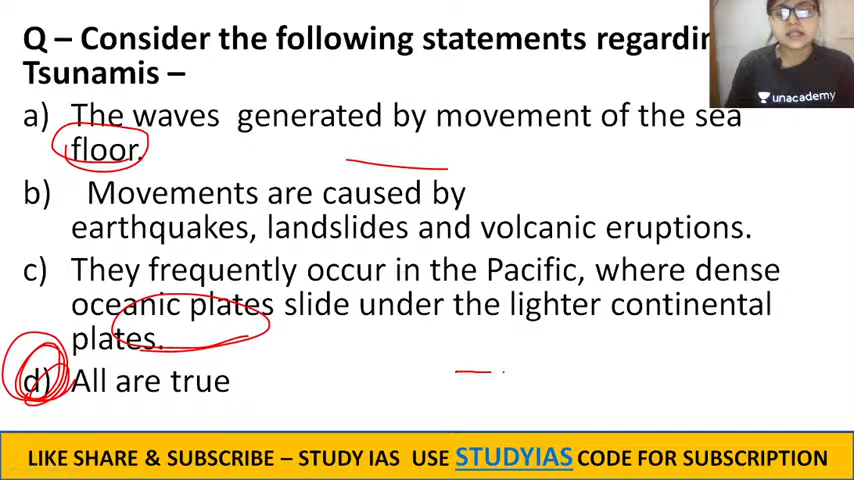 Q – Consider the following statements regardin
Tsunamis –
a) The waves generated by movement of the sea
floor.
b) Movements are caused by
earthquakes, landslides and volcanic eruptions.
c) They frequently occur in the Pacific, where dense
oceanic plates slide under the lighter continental
plates.
d) All are true
unacademy
LIKE SHARE & SUBSCRIBE – STUDY IAS USE STUDYIAS CODE FOR SUBSCRIPTION